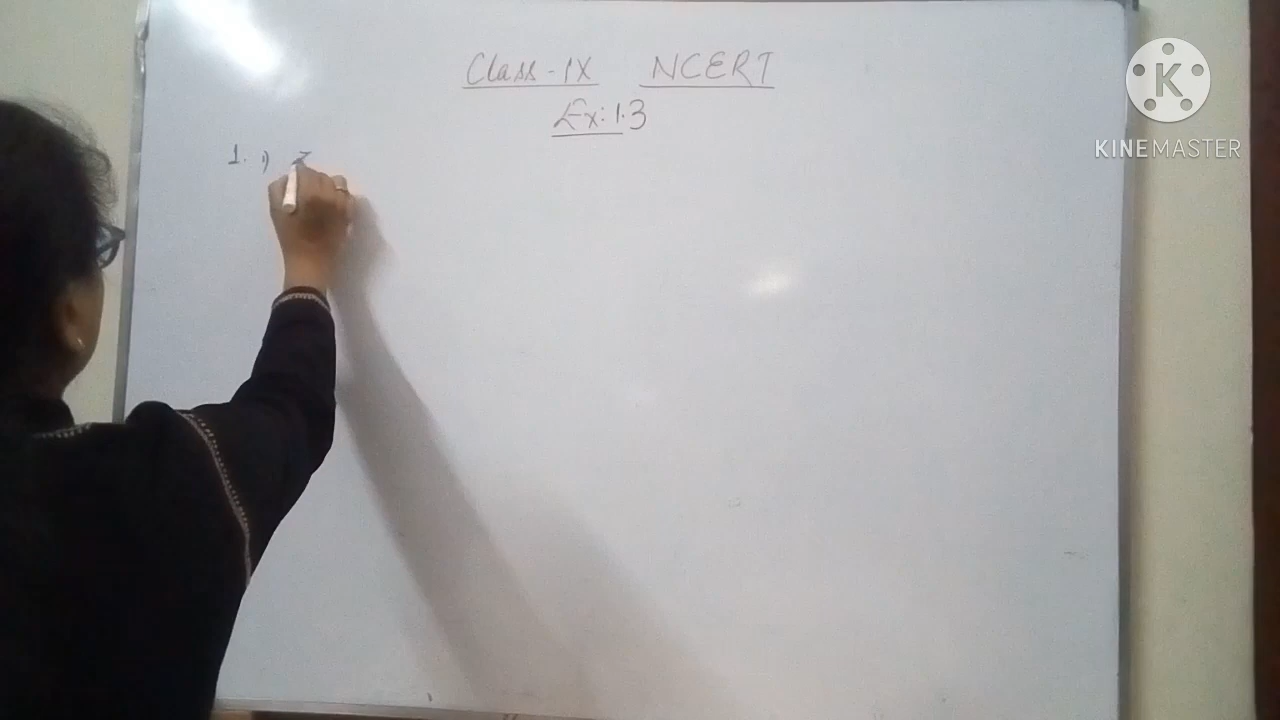 Class-IX NCERT
Ex: 1.3
1. i)
K
KINEMASTER